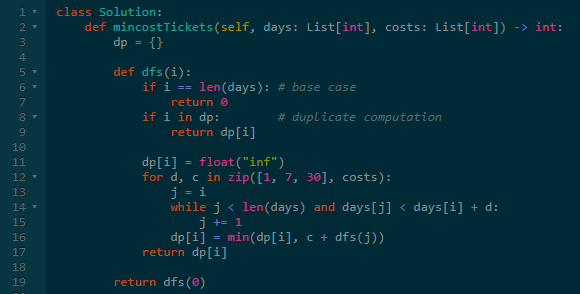 1 class Solution:
2     def mincostTickets(self, days: List[int], costs: List[int]) -> int:
3         dp = {}
4
5         def dfs(i):
6             if i == len(days): # base case
7                 return 0
8             if i in dp:        # duplicate computation
9                 return dp[i]
10
11             dp[i] = float("inf")
12             for d, c in zip([1, 7, 30], costs):
13                 j = i
14                 while j < len(days) and days[j] < days[i] + d:
15                     j += 1
16                 dp[i] = min(dp[i], c + dfs(j))
17             return dp[i]
18
19         return dfs(0)